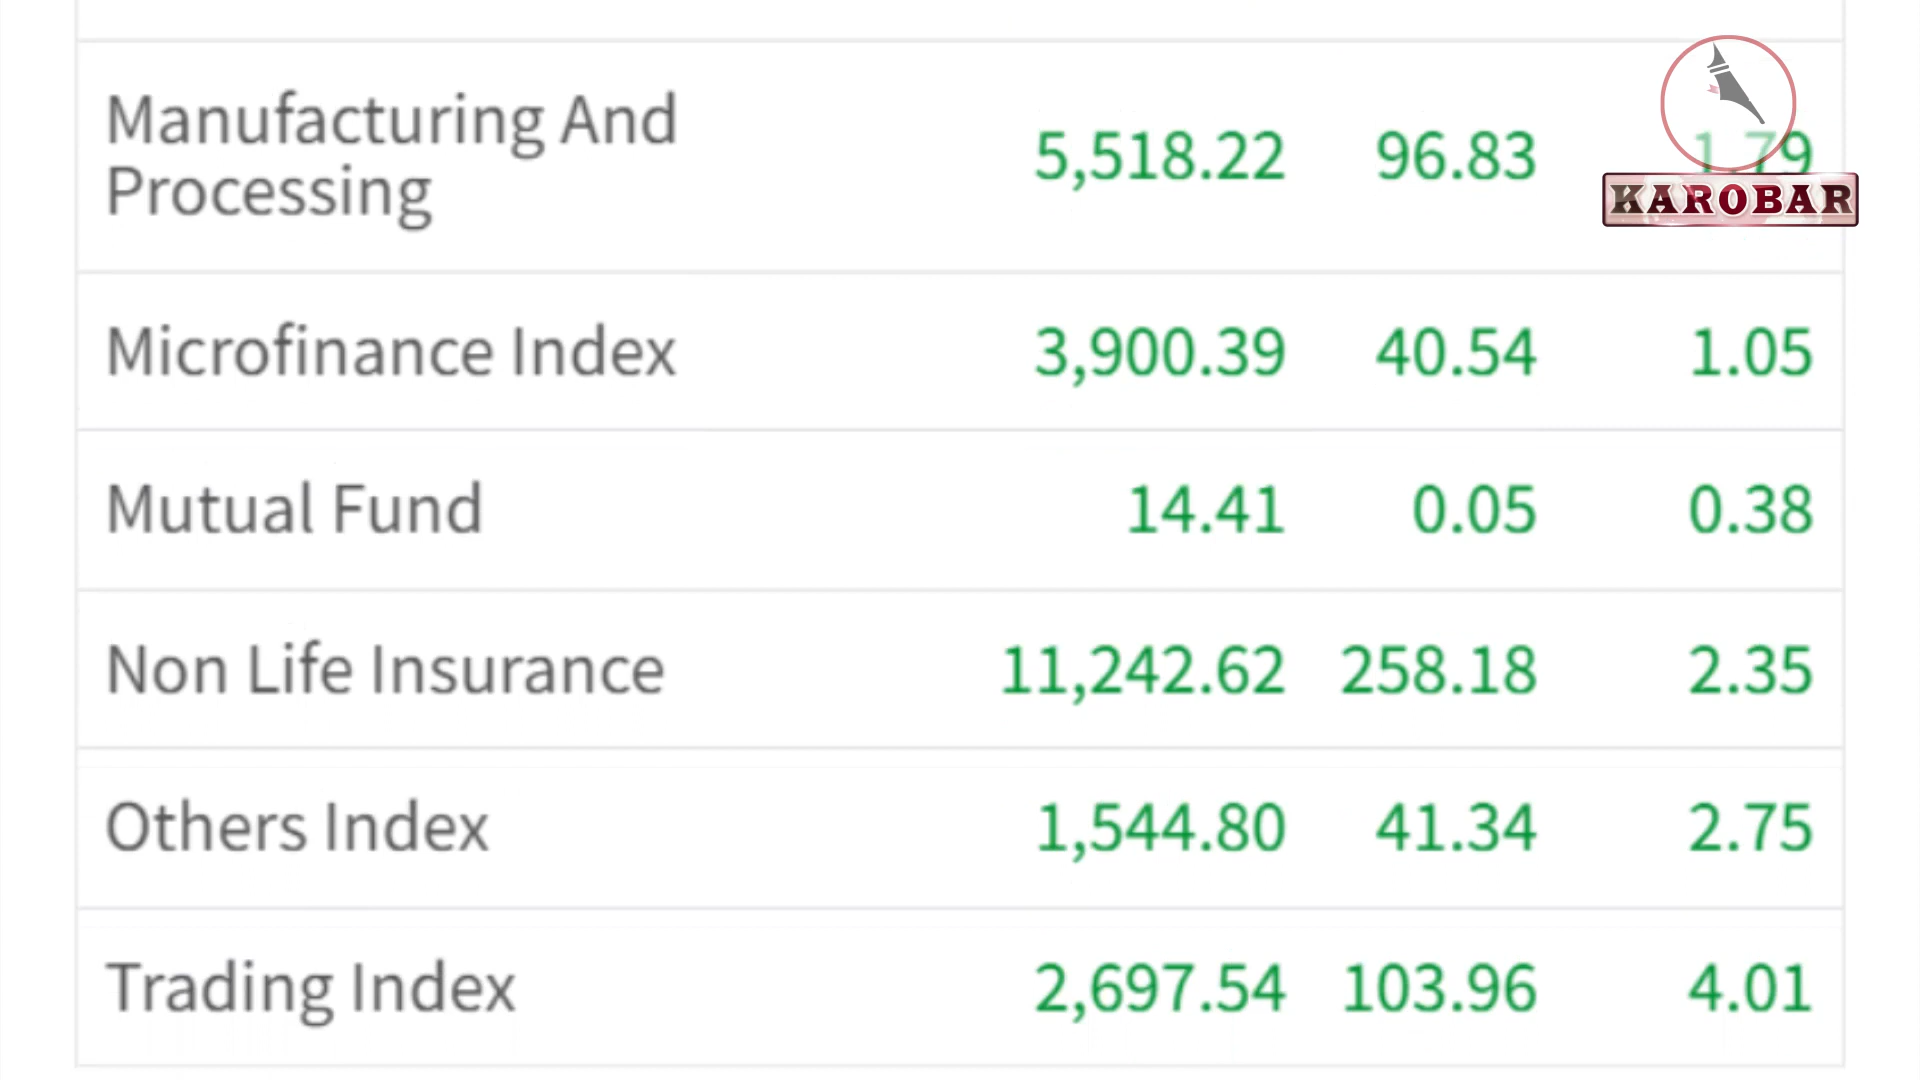 Manufacturing And
Processing
5,518.22 96.83 1.79
KAROBAR
Microfinance Index 3,900.39 40.54 1.05
Mutual Fund 14.41 0.05 0.38
Non Life Insurance 11,242.62 258.18 2.35
Others Index 1,544.80 41.34 2.75
Trading Index 2,697.54 103.96 4.01